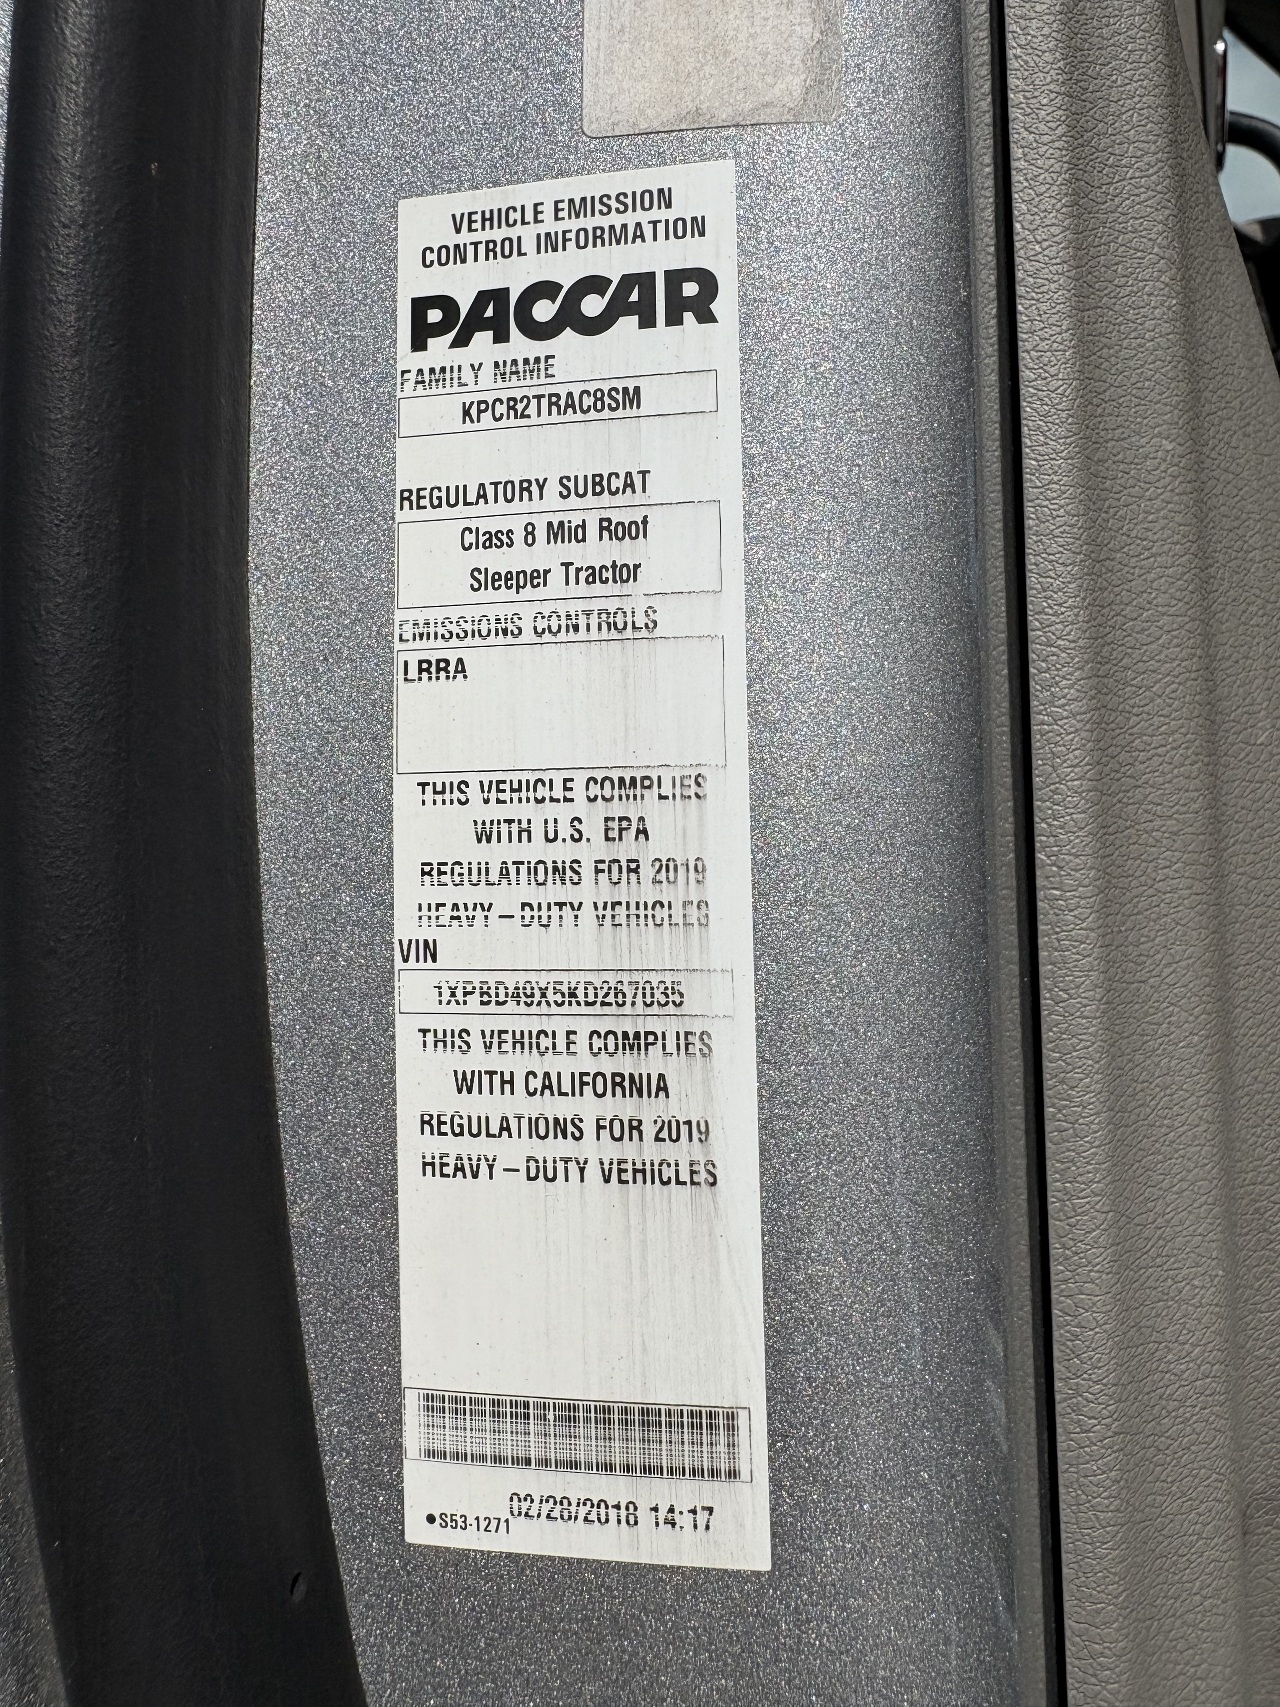 VEHICLE EMISSION
CONTROL INFORMATION
PACCAR
FAMILY NAME
KPCR2TRAC8SM
REGULATORY SUBCAT
Class 8 Mid Roof
Sleeper Tractor
EMISSIONS CONTROLS
LRRA
THIS VEHICLE COMPLIES
WITH U.S. EPA
REGULATIONS FOR 2019
HEAVY-DUTY VEHICLES
VIN
1XPBD49X5KD267035
THIS VEHICLE COMPLIES
WITH CALIFORNIA
REGULATIONS FOR 2019
HEAVY-DUTY VEHICLES
•S53-1271 02/28/2018 14:17